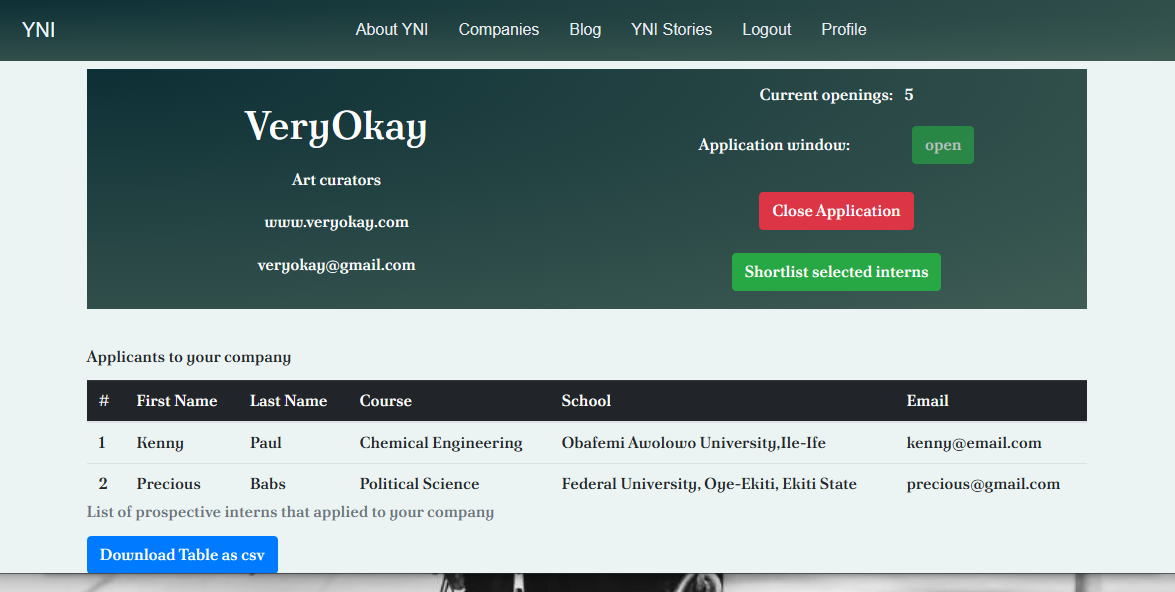 YNI About YNI Companies Blog YNI Stories Logout Profile
VeryOkay
Art curators
www.veryokay.com
veryokay@gmail.com
Current openings: 5
Application window: open
Close Application
Shortlist selected interns
Applicants to your company
# First Name Last Name Course School Email
1 Kenny Paul Chemical Engineering Obafemi Awolowo University,Ile-Ife kenny@email.com
2 Precious Babs Political Science Federal University, Oye-Ekiti, Ekiti State precious@gmail.com
List of prospective interns that applied to your company
Download Table as csv